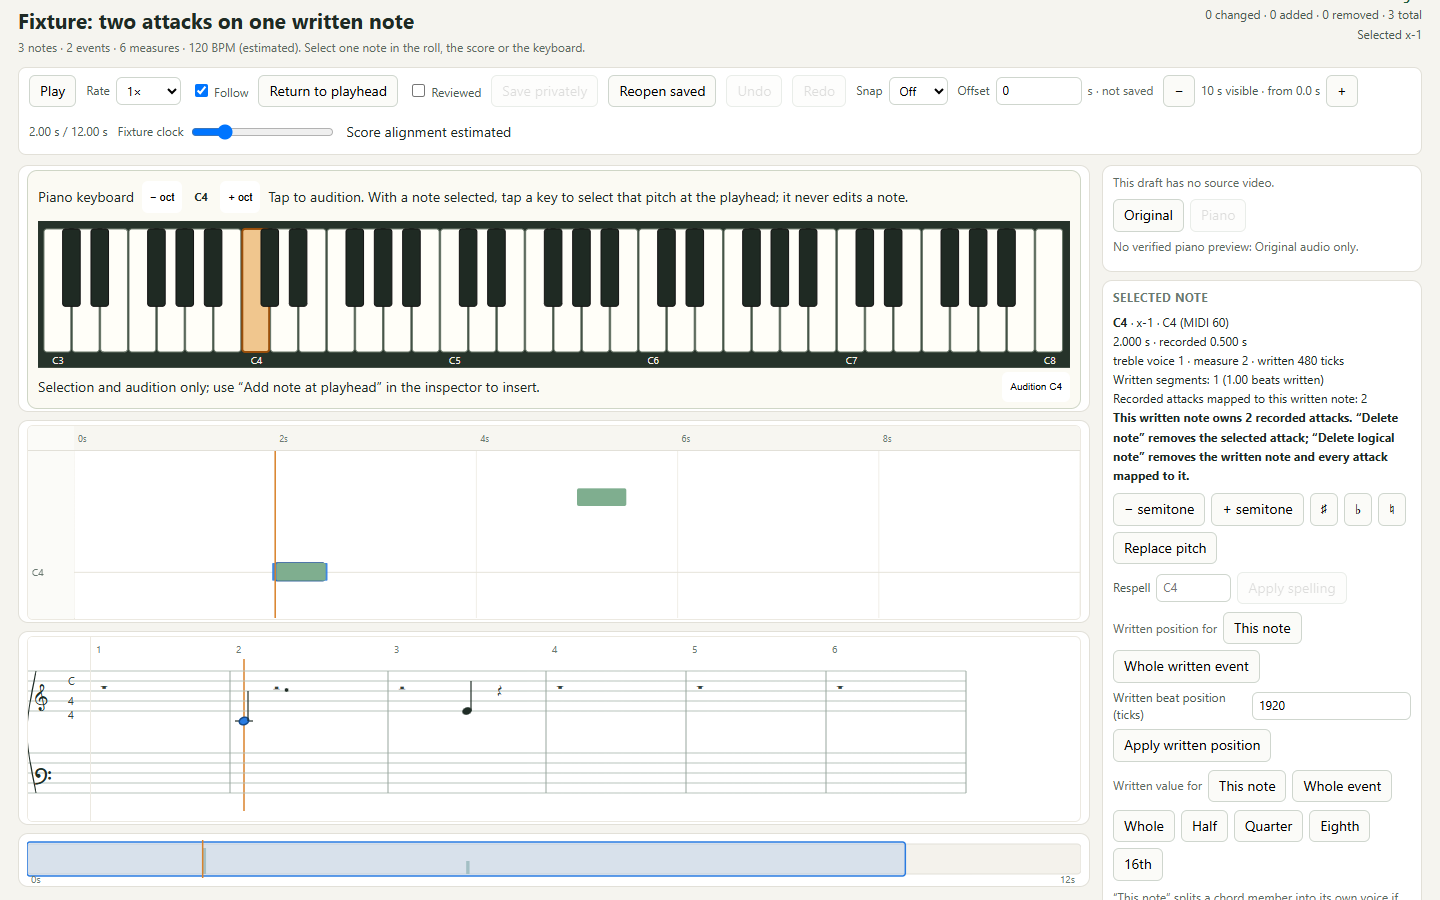 Fixture: two attacks on one written note
3 notes · 2 events · 6 measures · 120 BPM (estimated). Select one note in the roll, the score or the keyboard.
0 changed · 0 added · 0 removed · 3 total
Selected x-1
Play Rate 1× Follow Return to playhead Reviewed Save privately Reopen saved Undo Redo Snap Off Offset 0 s · not saved − 10 s visible · from 0.0 s +
2.00 s / 12.00 s Fixture clock Score alignment estimated
Piano keyboard − oct C4 + oct Tap to audition. With a note selected, tap a key to select that pitch at the playhead; it never edits a note.
C3 C4 C5 C6 C7 C8
Selection and audition only; use “Add note at playhead” in the inspector to insert. Audition C4
0s 2s 4s 6s 8s
C4
1 2 3 4 5 6
C
4
4
0s 12s
This draft has no source video.
Original Piano
No verified piano preview: Original audio only.
SELECTED NOTE
C4 · x-1 · C4 (MIDI 60)
2.000 s · recorded 0.500 s
treble voice 1 · measure 2 · written 480 ticks
Written segments: 1 (1.00 beats written)
Recorded attacks mapped to this written note: 2
This written note owns 2 recorded attacks. “Delete
note” removes the selected attack; “Delete logical
note” removes the written note and every attack
mapped to it.
− semitone + semitone ♯ ♭ ♮
Replace pitch
Respell C4 Apply spelling
Written position for This note
Whole written event
Written beat position
(ticks) 1920
Apply written position
Written value for This note Whole event
Whole Half Quarter Eighth
16th
“This note” splits a chord member into its own voice if